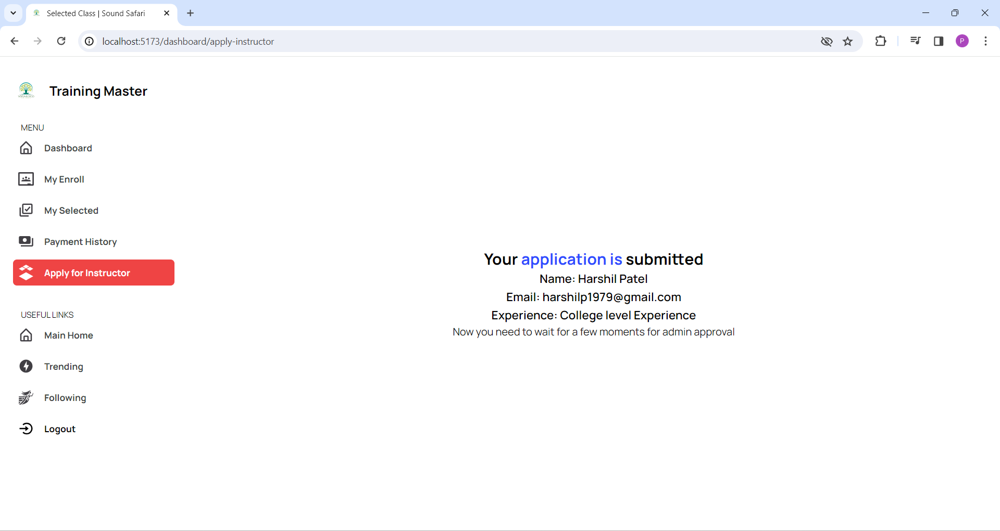 Selected Class | Sound Safari
localhost:5173/dashboard/apply-instructor
P
Training Master
YOGA LOGO
MENU
Dashboard
My Enroll
My Selected
Payment History
Apply for Instructor
USEFUL LINKS
Main Home
Trending
Following
Logout
Your application is submitted
Name: Harshil Patel
Email: harshilp1979@gmail.com
Experience: College level Experience
Now you need to wait for a few moments for admin approval